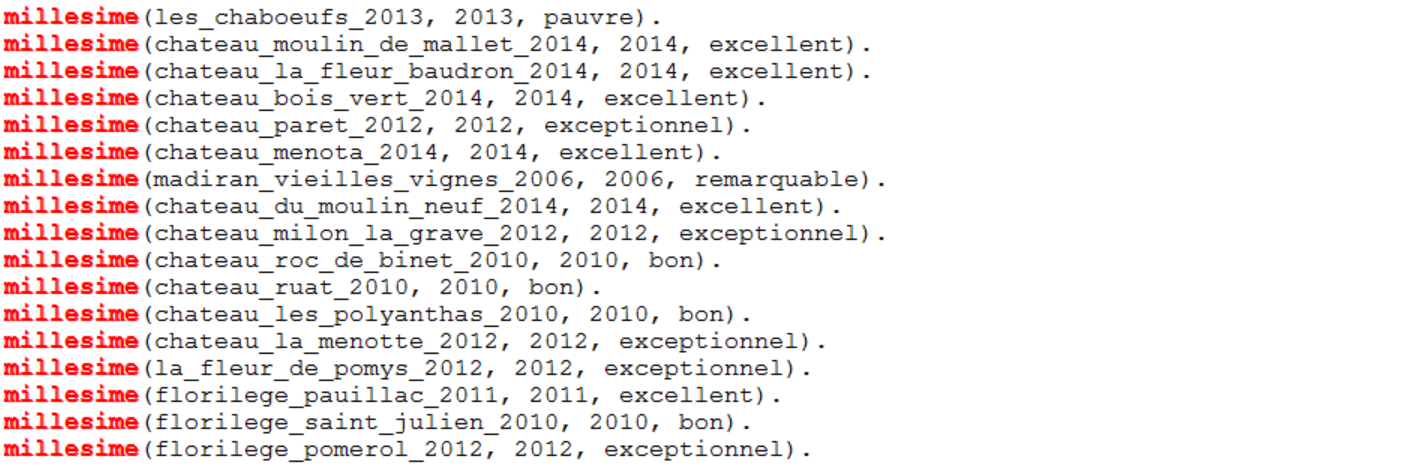 millesime(les_chaboeufs_2013, 2013, pauvre).
millesime(chateau_moulin_de_mallet_2014, 2014, excellent).
millesime(chateau_la_fleur_baudron_2014, 2014, excellent).
millesime(chateau_bois_vert_2014, 2014, excellent).
millesime(chateau_paret_2012, 2012, exceptionnel).
millesime(chateau_menota_2014, 2014, excellent).
millesime(madiran_vieilles_vignes_2006, 2006, remarquable).
millesime(chateau_du_moulin_neuf_2014, 2014, excellent).
millesime(chateau_milon_la_grave_2012, 2012, exceptionnel).
millesime(chateau_roc_de_binet_2010, 2010, bon).
millesime(chateau_ruat_2010, 2010, bon).
millesime(chateau_les_polyanthas_2010, 2010, bon).
millesime(chateau_la_menotte_2012, 2012, exceptionnel).
millesime(la_fleur_de_pomys_2012, 2012, exceptionnel).
millesime(florilege_pauillac_2011, 2011, excellent).
millesime(florilege_saint_julien_2010, 2010, bon).
millesime(florilege_pomerol_2012, 2012, exceptionnel).